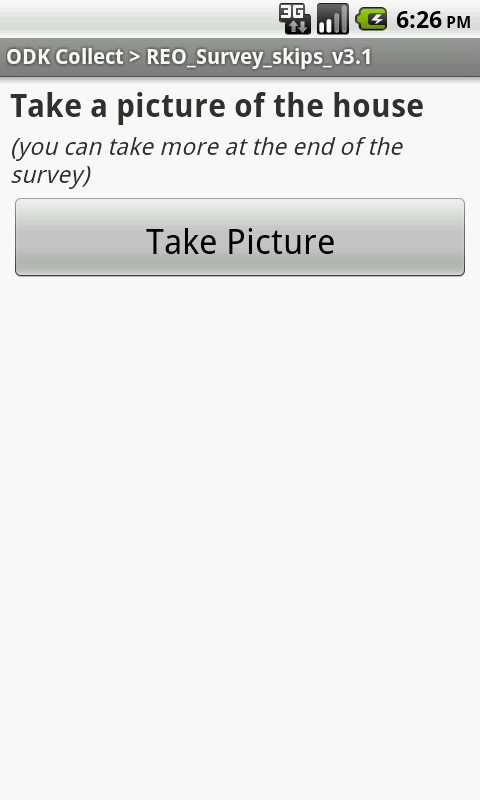 3G 6:26 PM
ODK Collect > REO_Survey_skips_v3.1
Take a picture of the house
(you can take more at the end of the
survey)
Take Picture